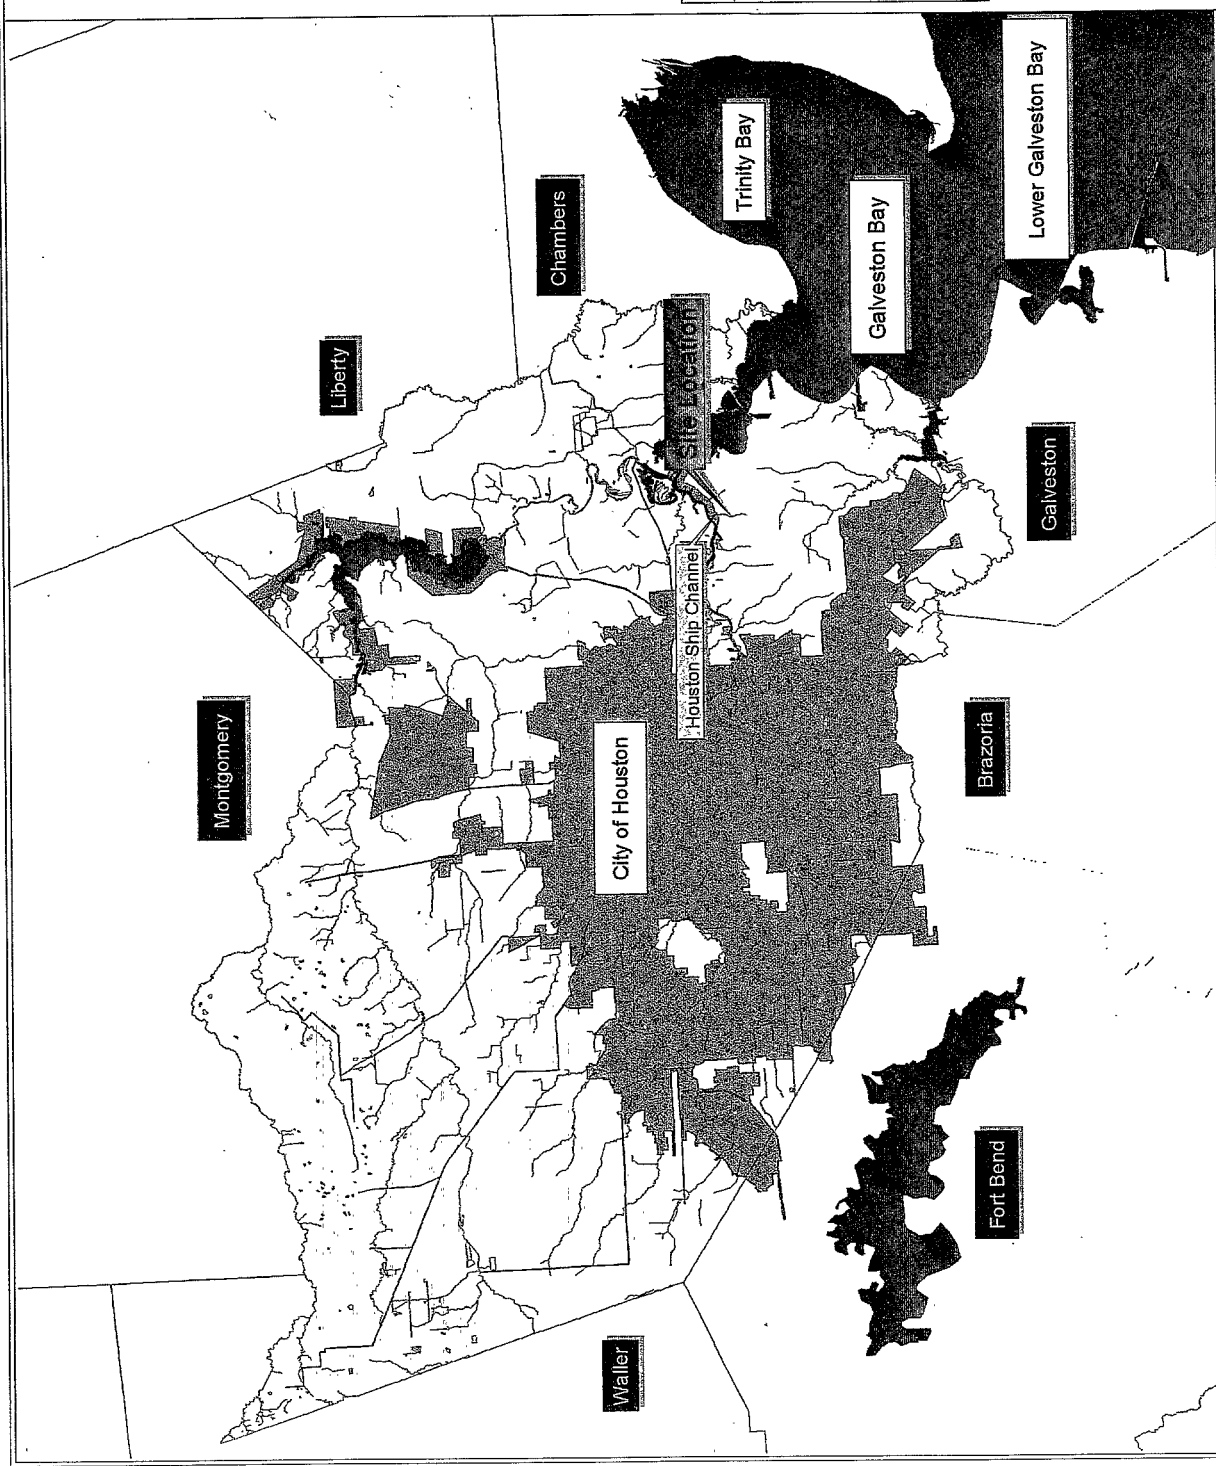 Montgomery
Liberty
Waller
Chambers
City of Houston
Site Location
Houston Ship Channel
Trinity Bay
Galveston Bay
Fort Bend
Brazoria
Galveston
Lower Galveston Bay